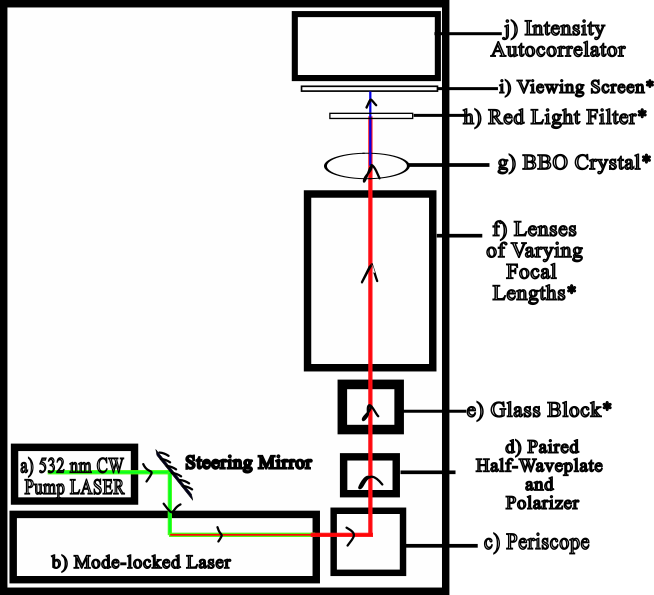 j) Intensity
Autocorrelator
i) Viewing Screen*
h) Red Light Filter*
g) BBO Crystal*
f) Lenses
of Varying
Focal
Lengths*
e) Glass Block*
d) Paired
Half-Waveplate
and
Polarizer
c) Periscope
a) 532 nm CW
Pump LASER
Steering Mirror
b) Mode-locked Laser